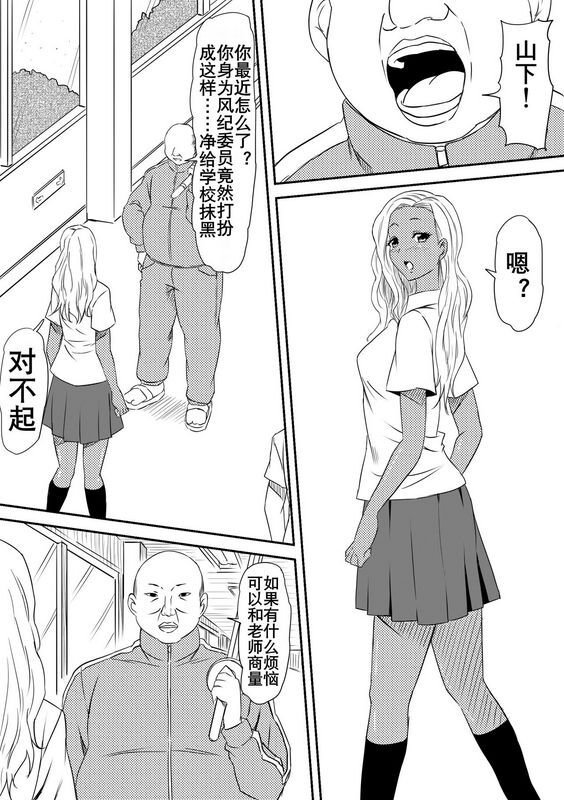 山下！
嗯？
你最近怎么了？
你身为风纪委员竟然打扮
成这样……净给学校抹黑
对不起
如果有什么烦恼
可以和老师商量